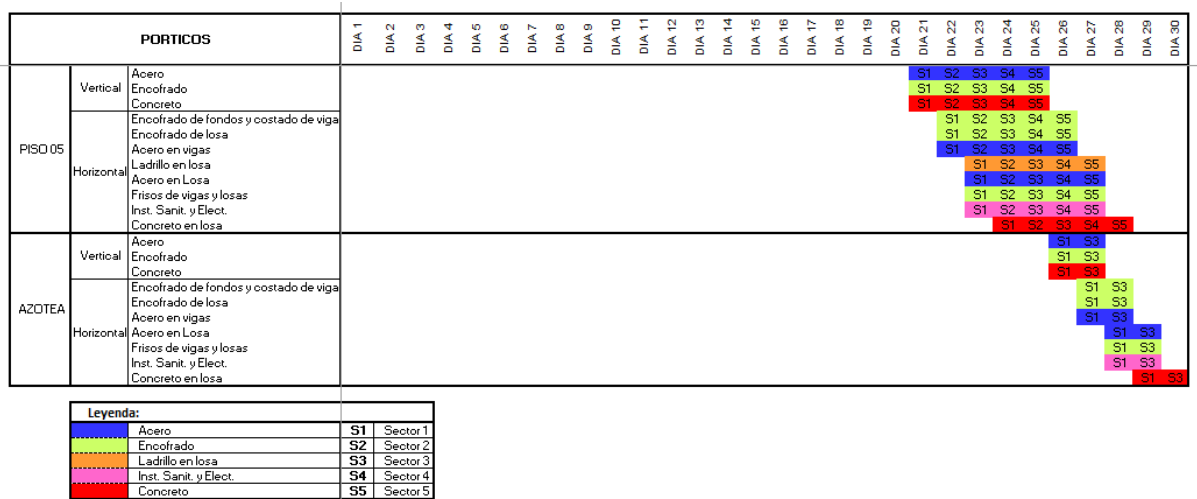 PORTICOS DIA 1 DIA 2 DIA 3 DIA 4 DIA 5 DIA 6 DIA 7 DIA 8 DIA 9 DIA 10 DIA 11 DIA 12 DIA 13 DIA 14 DIA 15 DIA 16 DIA 17 DIA 18 DIA 19 DIA 20 DIA 21 DIA 22 DIA 23 DIA 24 DIA 25 DIA 26 DIA 27 DIA 28 DIA 29 DIA 30
PISO 05
Vertical
Acero S1 S2 S3 S4 S5
Encofrado S1 S2 S3 S4 S5
Concreto S1 S2 S3 S4 S5
Horizontal
Encofrado de fondos y costado de viga S1 S2 S3 S4 S5
Encofrado de losa S1 S2 S3 S4 S5
Acero en vigas S1 S2 S3 S4 S5
Ladrillo en losa S1 S2 S3 S4 S5
Acero en Losa S1 S2 S3 S4 S5
Frisos de vigas y losas S1 S2 S3 S4 S5
Inst. Sanit. y Elect. S1 S2 S3 S4 S5
Concreto en losa S1 S2 S3 S4 S5
AZOTEA
Vertical
Acero S1 S3
Encofrado S1 S3
Concreto S1 S3
Horizontal
Encofrado de fondos y costado de viga S1 S3
Encofrado de losa S1 S3
Acero en vigas S1 S3
Acero en Losa S1 S3
Frisos de vigas y losas S1 S3
Inst. Sanit. y Elect. S1 S3
Concreto en losa S1 S3
Leyenda:
Acero S1 Sector 1
Encofrado S2 Sector 2
Ladrillo en losa S3 Sector 3
Inst. Sanit. y Elect. S4 Sector 4
Concreto S5 Sector 5